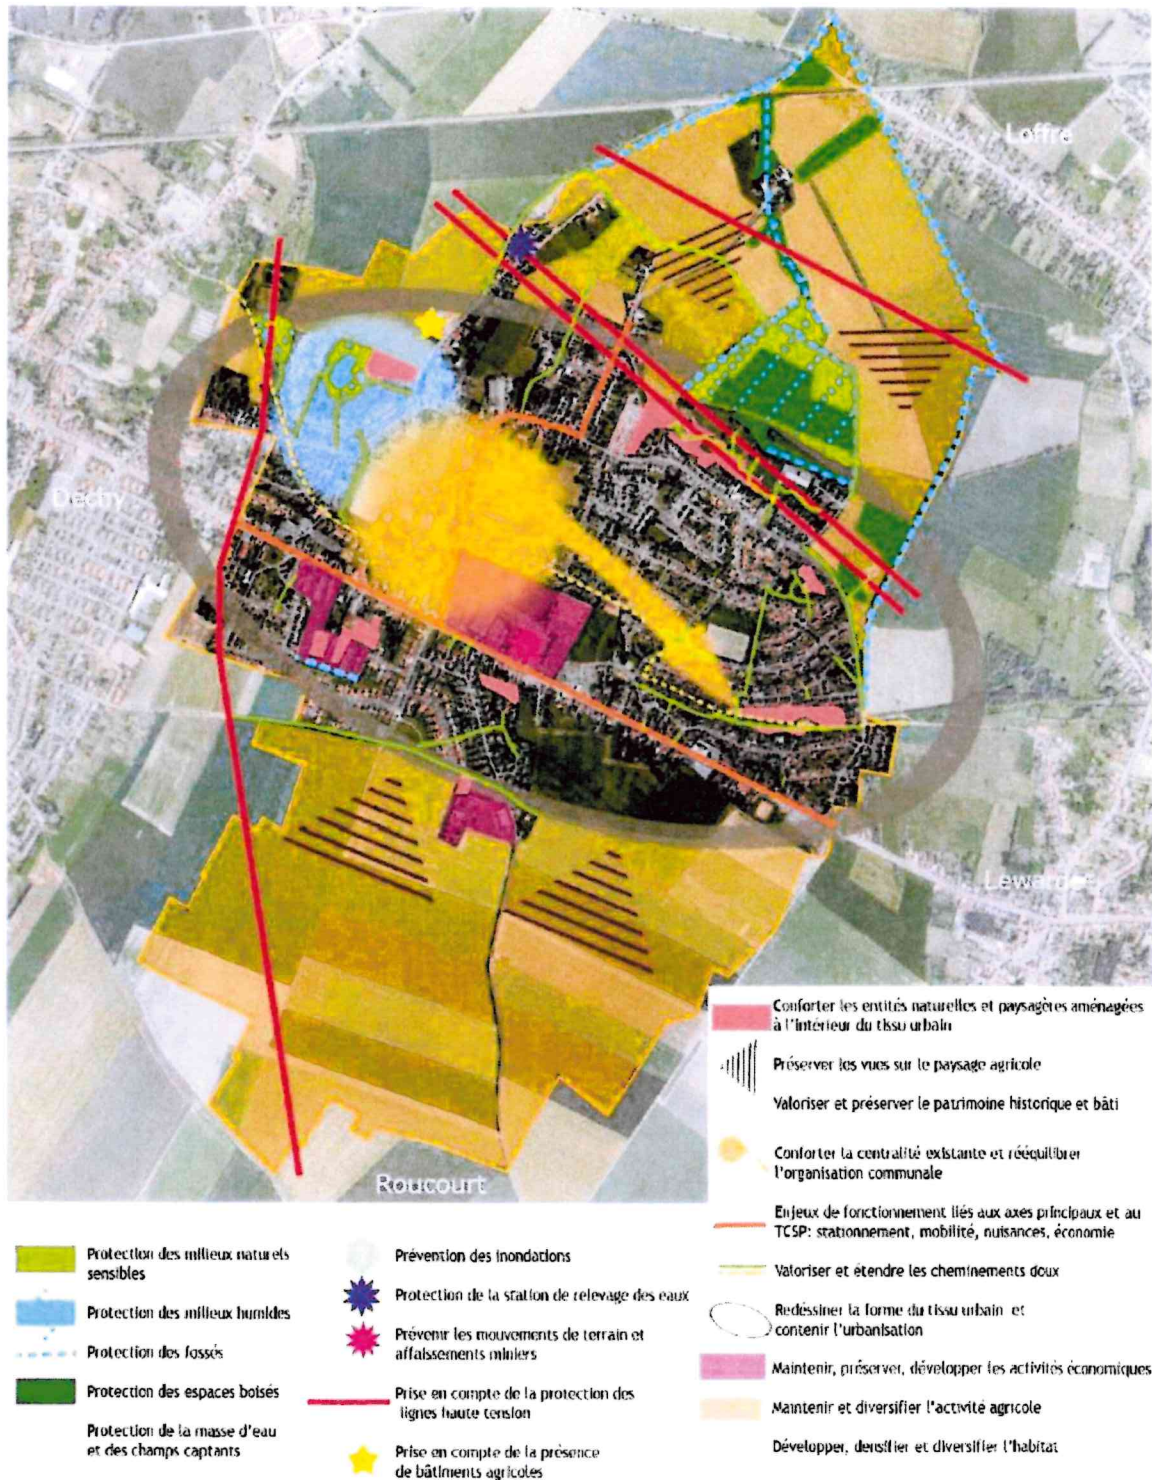 Loffre
Dechy
Lewarde
Roucourt
Conforter les entités naturelles et paysagères aménagées
à l'intérieur du tissu urbain
Préserver les vues sur le paysage agricole
Valoriser et préserver le patrimoine historique et bâti
Conforter la centralité existante et rééquilibrer
l'organisation communale
Enjeux de fonctionnement liés aux axes principaux et au
TCSP: stationnement, mobilité, nuisances, économie
Valoriser et étendre les cheminements doux
Redéssiner la forme du tissu urbain et
contenir l'urbanisation
Maintenir, préserver, développer les activités économiques
Maintenir et diversifier l'activité agricole
Développer, densifier et diversifier l'habitat
Protection des milieux naturels
sensibles
Protection des milieux humides
Protection des fossés
Protection des espaces boisés
Protection de la masse d'eau
et des champs captants
Prévention des inondations
Protection de la station de relevage des eaux
Prévenir les mouvements de terrain et
affaissements miniers
Prise en compte de la protection des
lignes haute tension
Prise en compte de la présence
de bâtiments agricoles